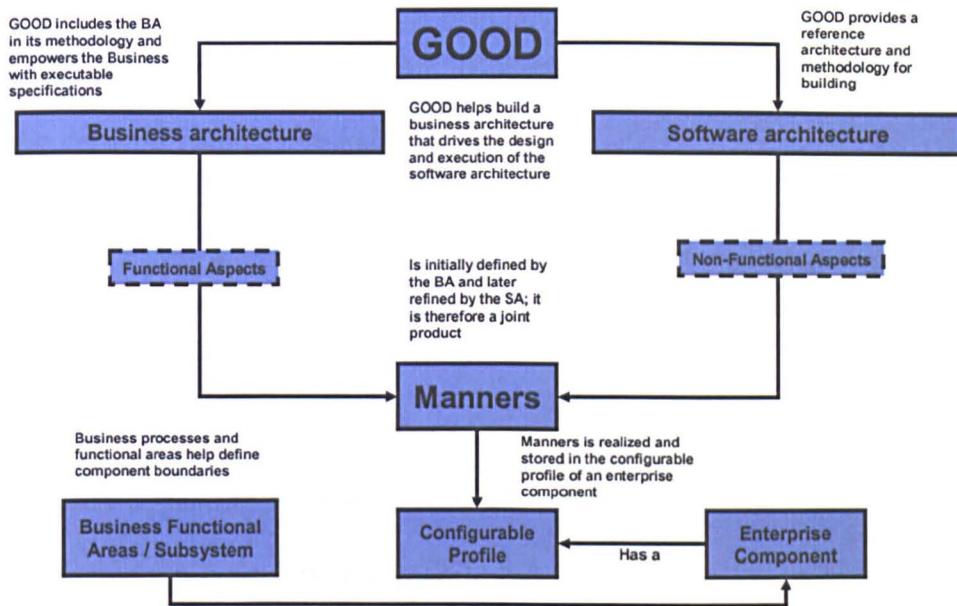 GOOD includes the BA
in its methodology and
empowers the Business
with executable
specifications
GOOD
GOOD provides a
reference
architecture and
methodology for
building
Business architecture
GOOD helps build a
business architecture
that drives the design
and execution of the
software architecture
Software architecture
Functional Aspects
Non-Functional Aspects
Is initially defined by
the BA and later
refined by the SA; it
is therefore a joint
product
Manners
Business processes and
functional areas help define
component boundaries
Manners is realized and
stored in the configurable
profile of an enterprise
component
Business Functional
Areas / Subsystem
Configurable
Profile
Has a
Enterprise
Component